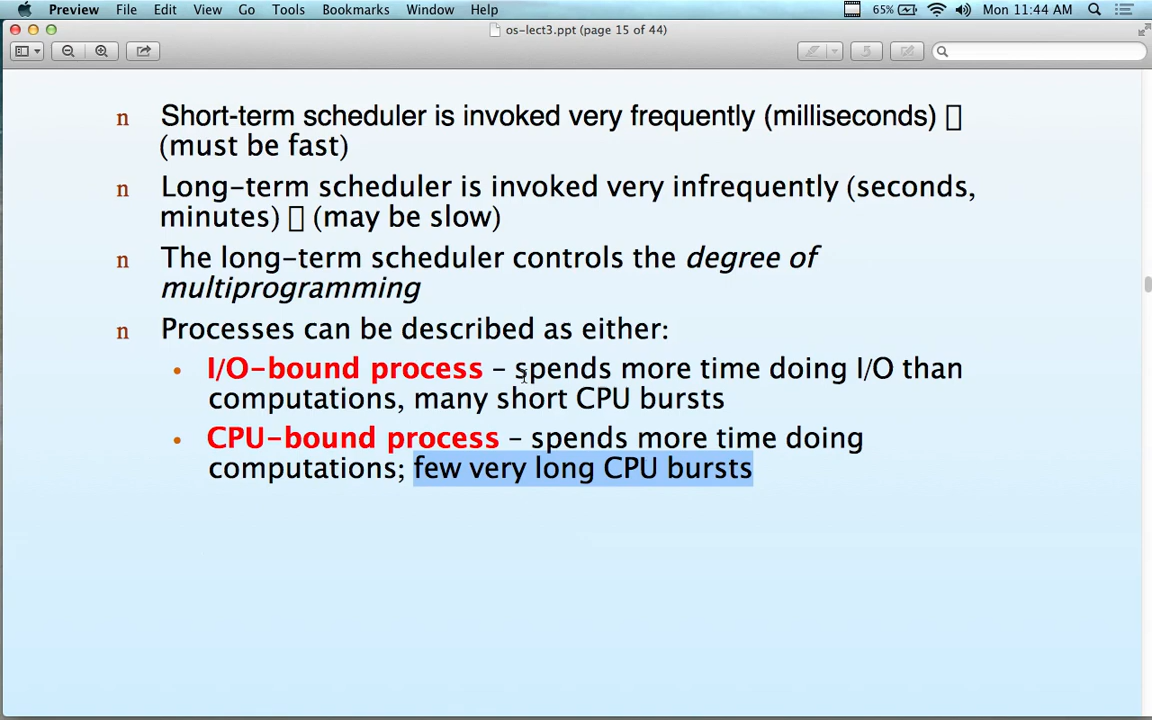 Preview File Edit View Go Tools Bookmarks Window Help 65% Mon 11:44 AM
os-lect3.ppt (page 15 of 44)
n Short-term scheduler is invoked very frequently (milliseconds) ▯
(must be fast)
n Long-term scheduler is invoked very infrequently (seconds,
minutes) ▯ (may be slow)
n The long-term scheduler controls the degree of
multiprogramming
n Processes can be described as either:
• I/O-bound process – spends more time doing I/O than
computations, many short CPU bursts
• CPU-bound process – spends more time doing
computations; few very long CPU bursts